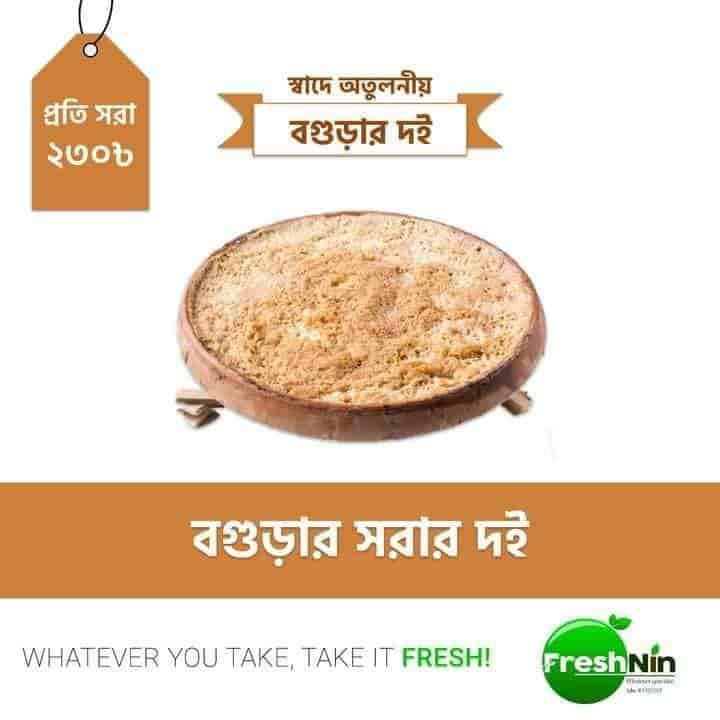 প্রতি সরা
২৩০৳
স্বাদে অতুলনীয়
বগুড়ার দই
বগুড়ার সরার দই
WHATEVER YOU TAKE, TAKE IT FRESH!
FreshNin